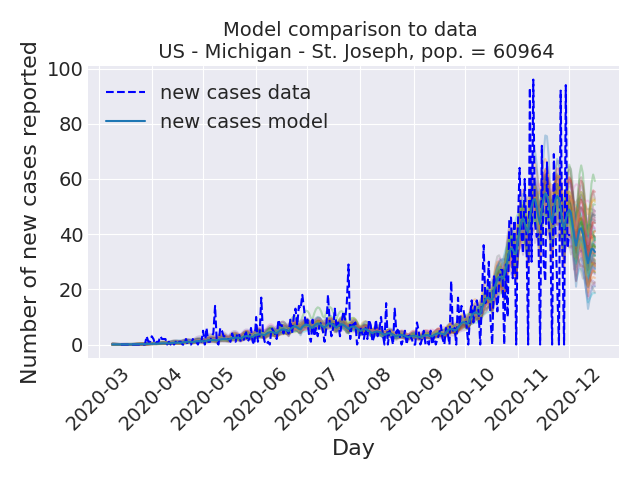 Model comparison to data
US - Michigan - St. Joseph, pop. = 60964
Number of new cases reported
100
80
60
40
20
0
new cases data
new cases model
2020-03
2020-04
2020-05
2020-06
2020-07
2020-08
2020-09
2020-10
2020-11
2020-12
Day